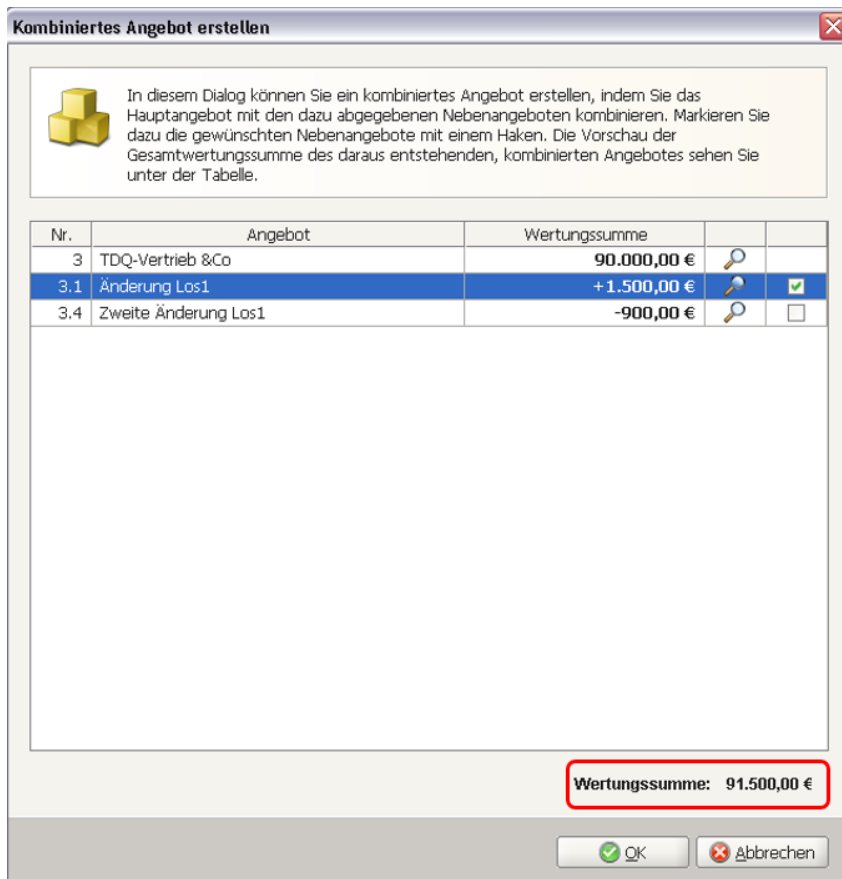 Kombiniertes Angebot erstellen
In diesem Dialog können Sie ein kombiniertes Angebot erstellen, indem Sie das
Hauptangebot mit den dazu abgegebenen Nebenangeboten kombinieren. Markieren Sie
dazu die gewünschten Nebenangebote mit einem Haken. Die Vorschau der
Gesamtwertungssumme des daraus entstehenden, kombinierten Angebotes sehen Sie
unter der Tabelle.
Nr. Angebot Wertungssumme
3 TDQ-Vertrieb &Co 90.000,00 €
3.1 Änderung Los1 +1.500,00 €
3.4 Zweite Änderung Los1 -900,00 €
Wertungssumme: 91.500,00 €
OK Abbrechen